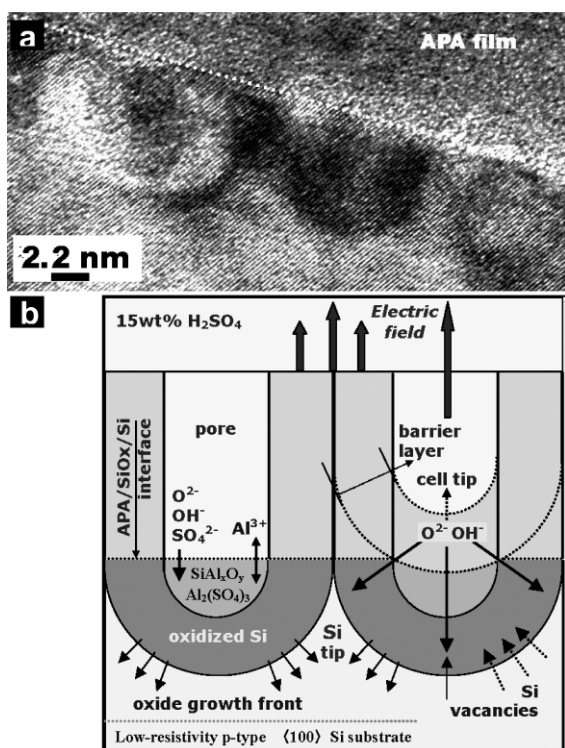 a
APA film
2.2 nm
b
15wt% H₂SO₄
Electric
field
pore
APA/SiOx/Si
interface
barrier
layer
cell tip
O²⁻
OH⁻
SO₄²⁻
Al³⁺
O²⁻ OH⁻
SiAlₓOᵧ
Al₂(SO₄)₃
oxidized Si
Si
tip
oxide growth front
Si
vacancies
Low-resistivity p-type ⟨100⟩ Si substrate